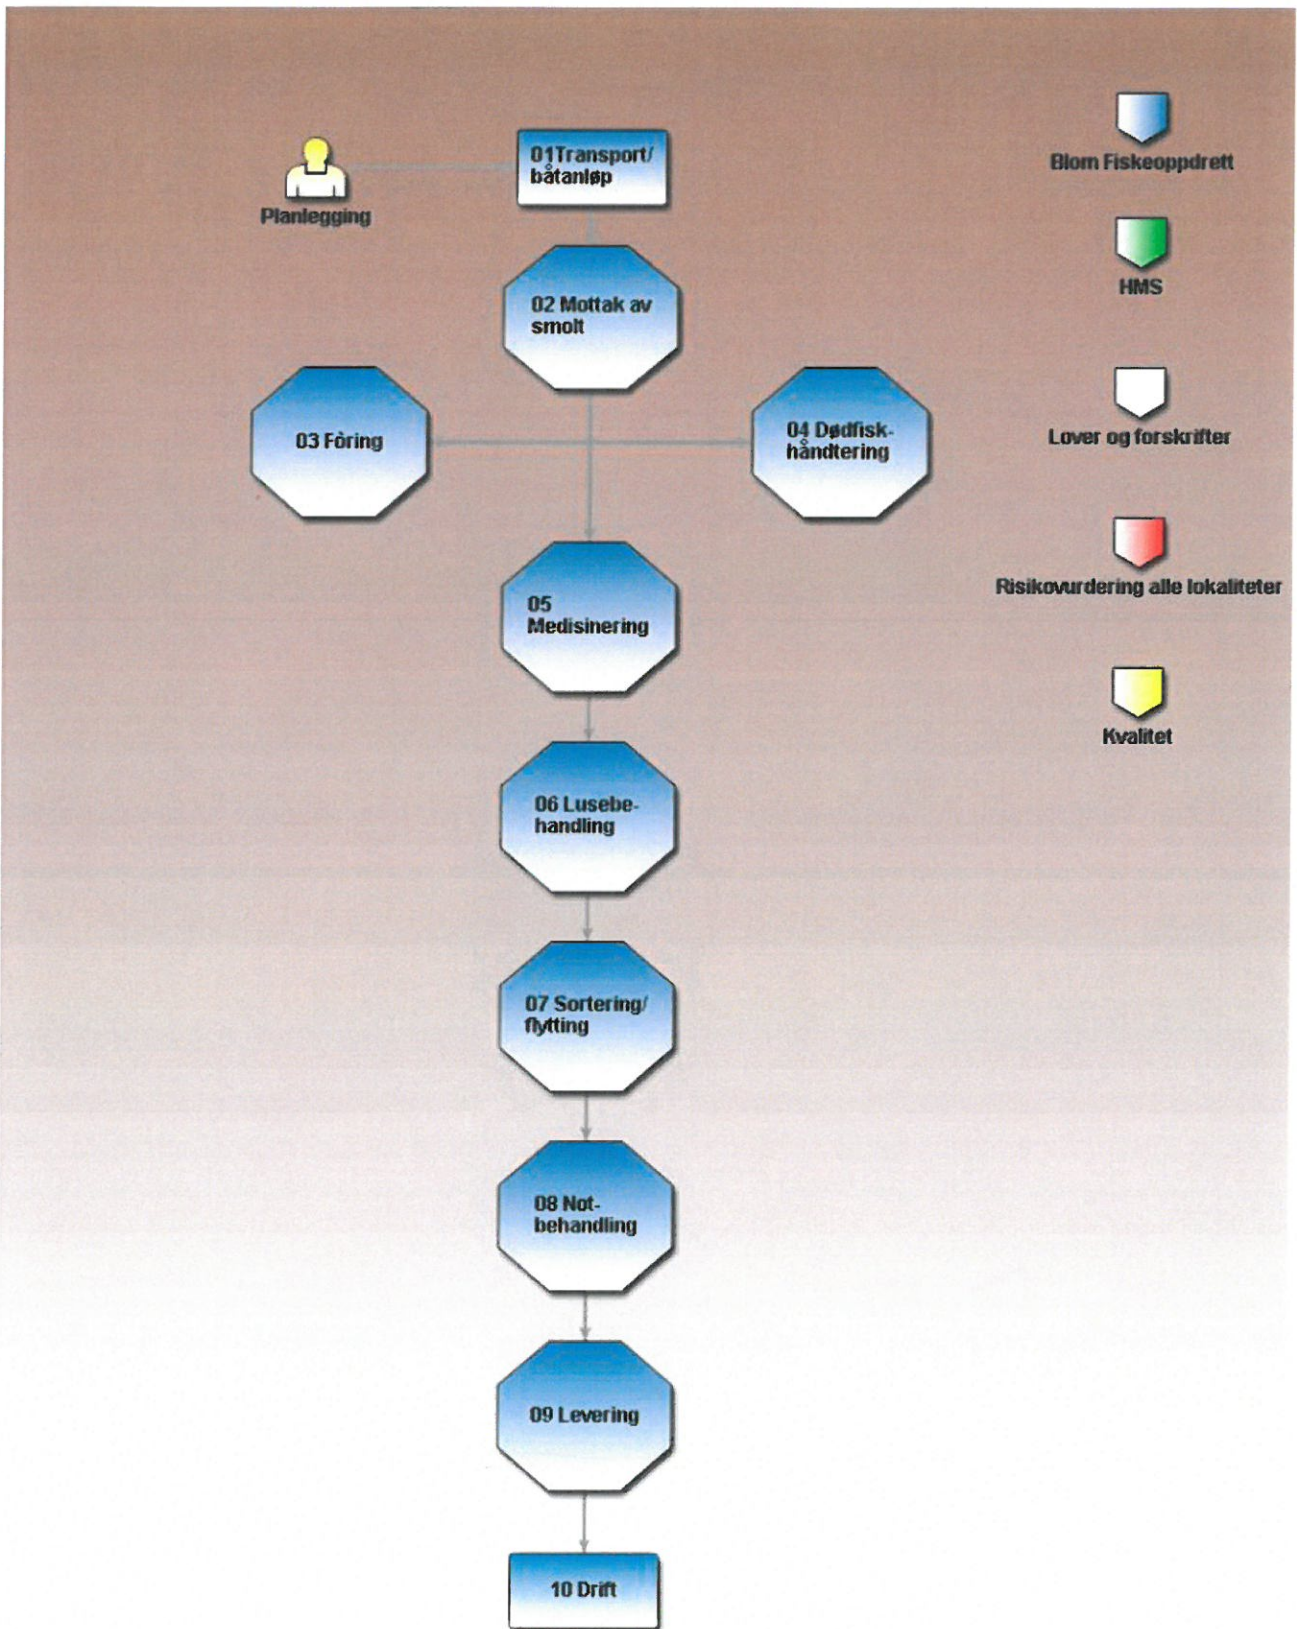 01Transport/
båtanløp
Planlegging
02 Mottak av
smolt
03 Fòring
04 Dødfisk-
håndtering
05
Medisinering
06 Lusebe-
handling
07 Sortering/
flytting
08 Not-
behandling
09 Levering
10 Drift
Blom Fiskeoppdrett
HMS
Lover og forskrifter
Risikovurdering alle lokaliteter
Kvalitet